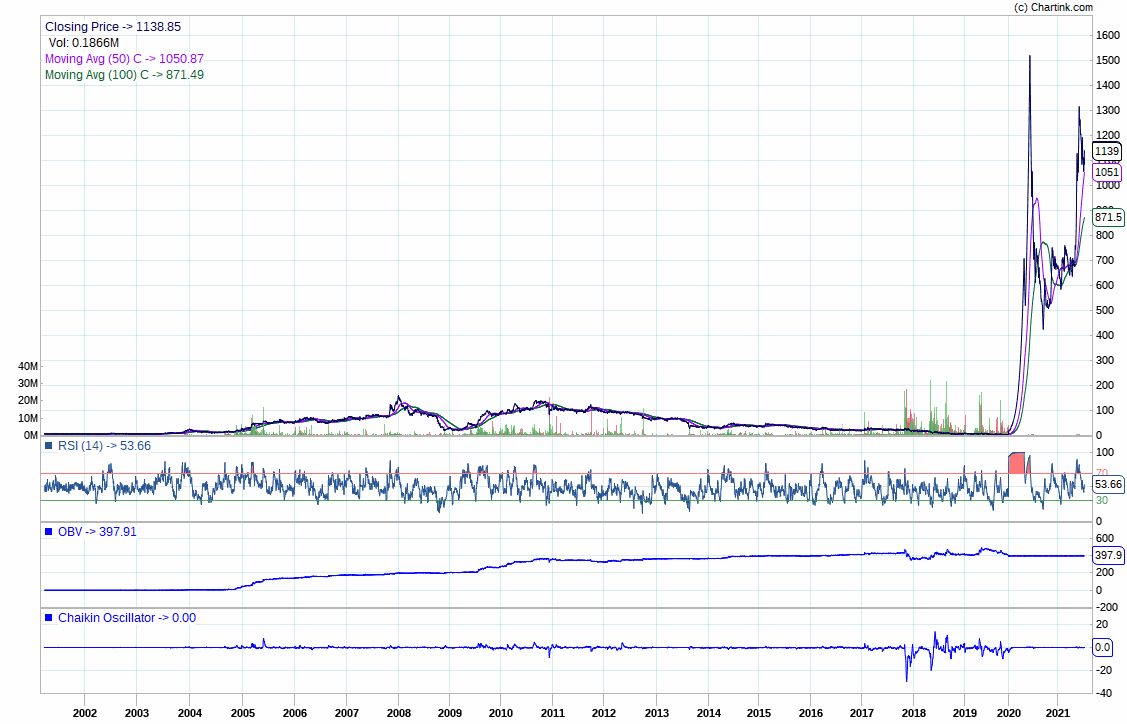 (c) Chartink.com
Closing Price -> 1138.85
Vol: 0.1866M
Moving Avg (50) C -> 1050.87
Moving Avg (100) C -> 871.49
1600
1500
1400
1300
1200
1139
1051
1000
871.5
800
700
600
500
400
300
200
100
0
40M
30M
20M
10M
0M
RSI (14) -> 53.66
100
70
53.66
30
0
OBV -> 397.91
600
397.9
200
0
-200
Chaikin Oscillator -> 0.00
20
0.0
-20
-40
2002 2003 2004 2005 2006 2007 2008 2009 2010 2011 2012 2013 2014 2015 2016 2017 2018 2019 2020 2021